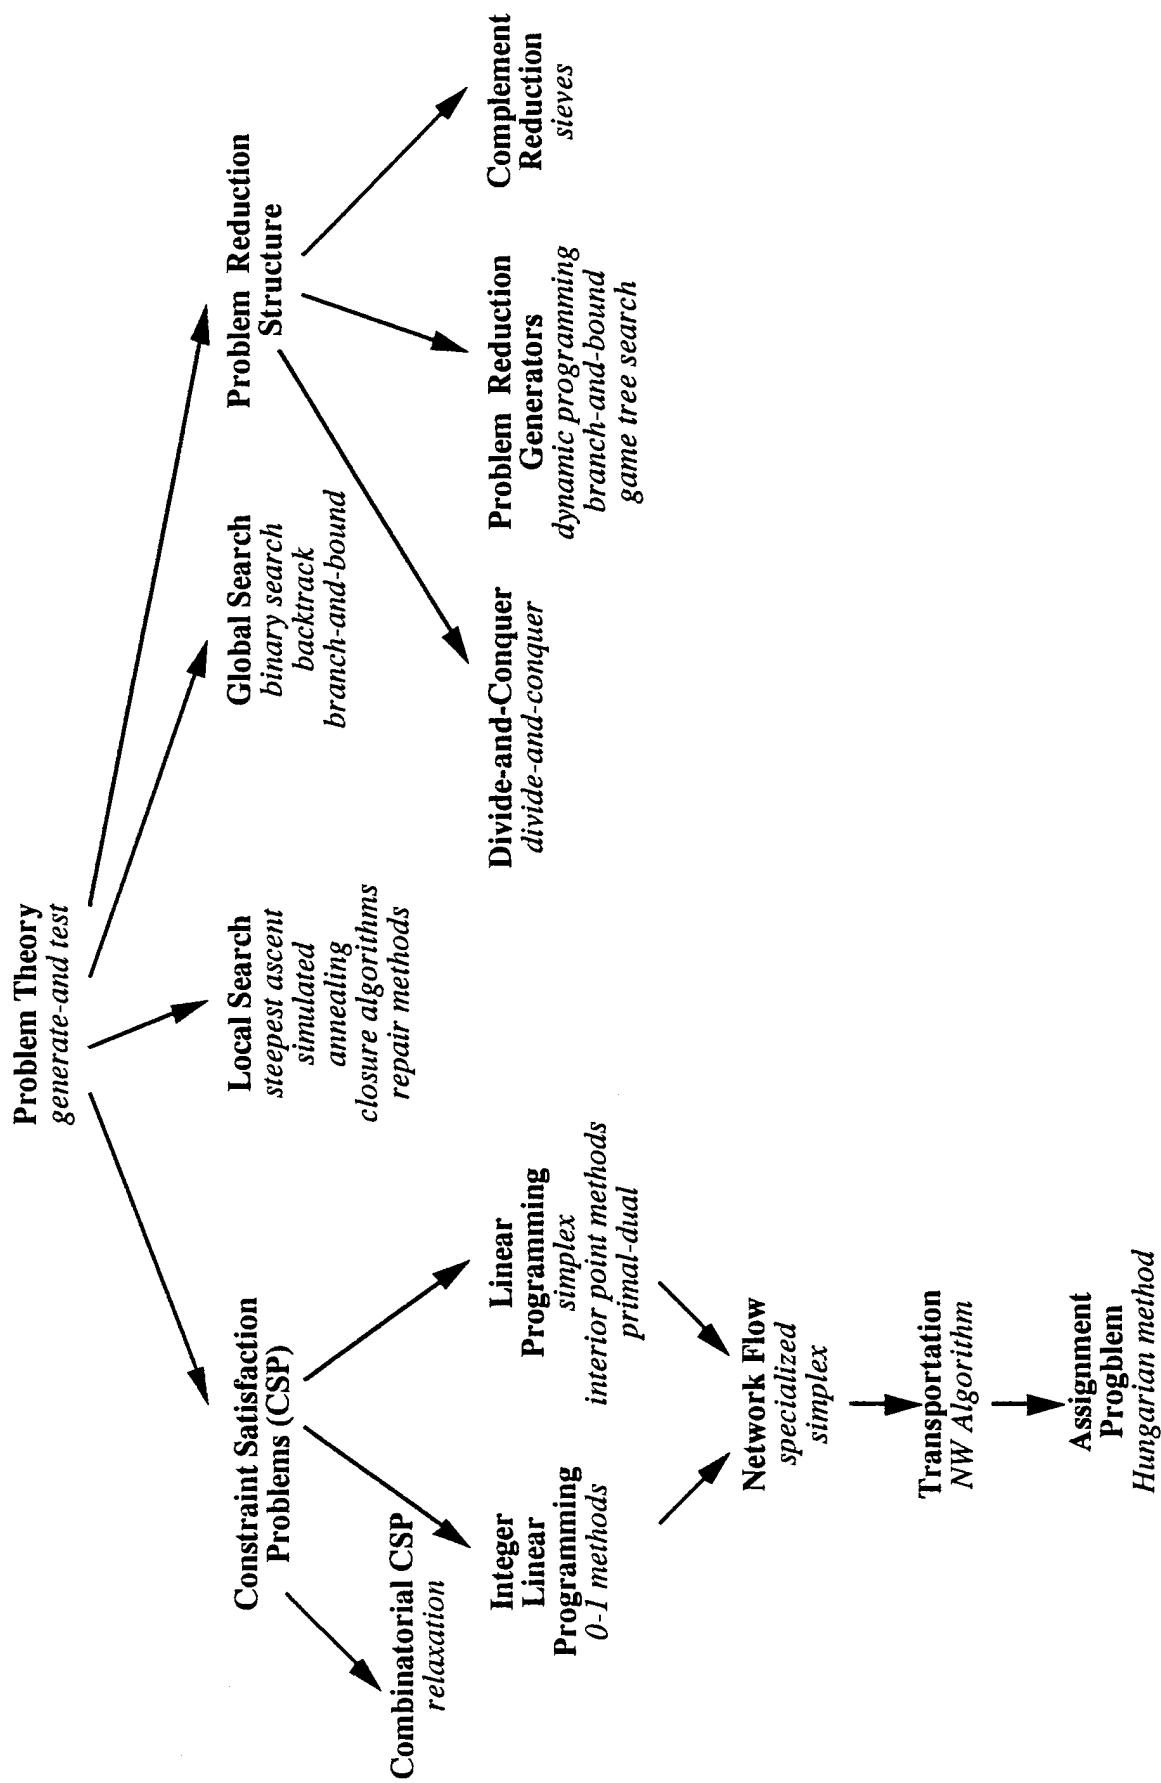 Problem Theory
generate-and test
Constraint Satisfaction
Problems (CSP)
Local Search
steepest ascent
simulated
annealing
closure algorithms
repair methods
Global Search
binary search
backtrack
branch-and-bound
Problem Reduction
Structure
Combinatorial CSP
relaxation
Integer
Linear
Programming
0-1 methods
Linear
Programming
simplex
interior point methods
primal-dual
Divide-and-Conquer
divide-and-conquer
Problem Reduction
Generators
dynamic programming
branch-and-bound
game tree search
Complement
Reduction
sieves
Network Flow
specialized
simplex
Transportation
NW Algorithm
Assignment
Progblem
Hungarian method